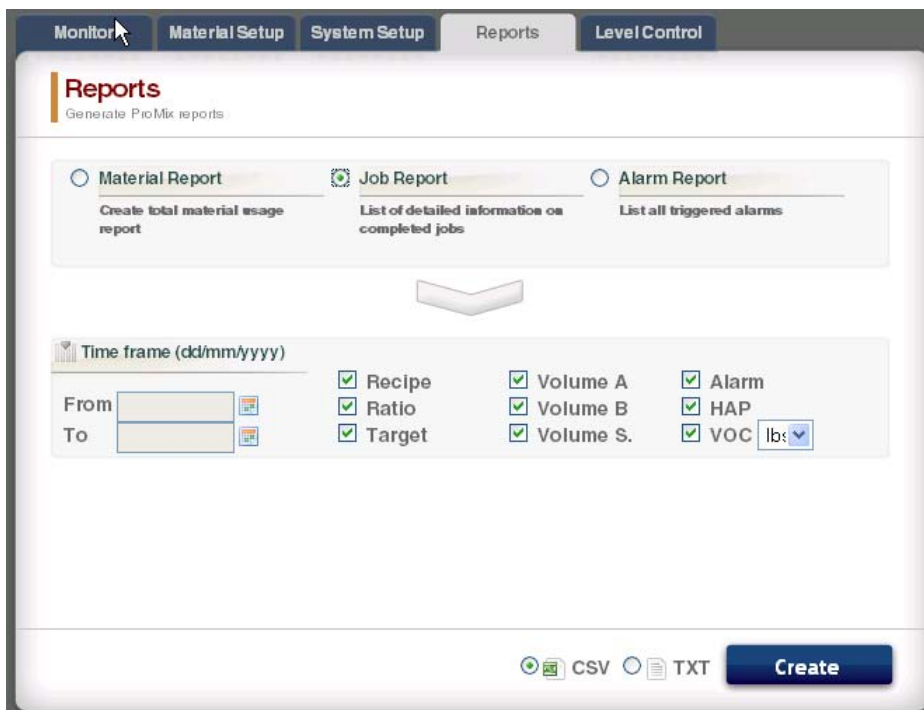 Monitor Material Setup System Setup Reports Level Control
Reports
Generate ProMix reports
Material Report Job Report Alarm Report
Create total material usage report
List of detailed information on completed jobs
List all triggered alarms
Time frame (dd/mm/yyyy)
From
To
Recipe Volume A Alarm
Ratio Volume B HAP
Target Volume S. VOC lbs
CSV TXT Create